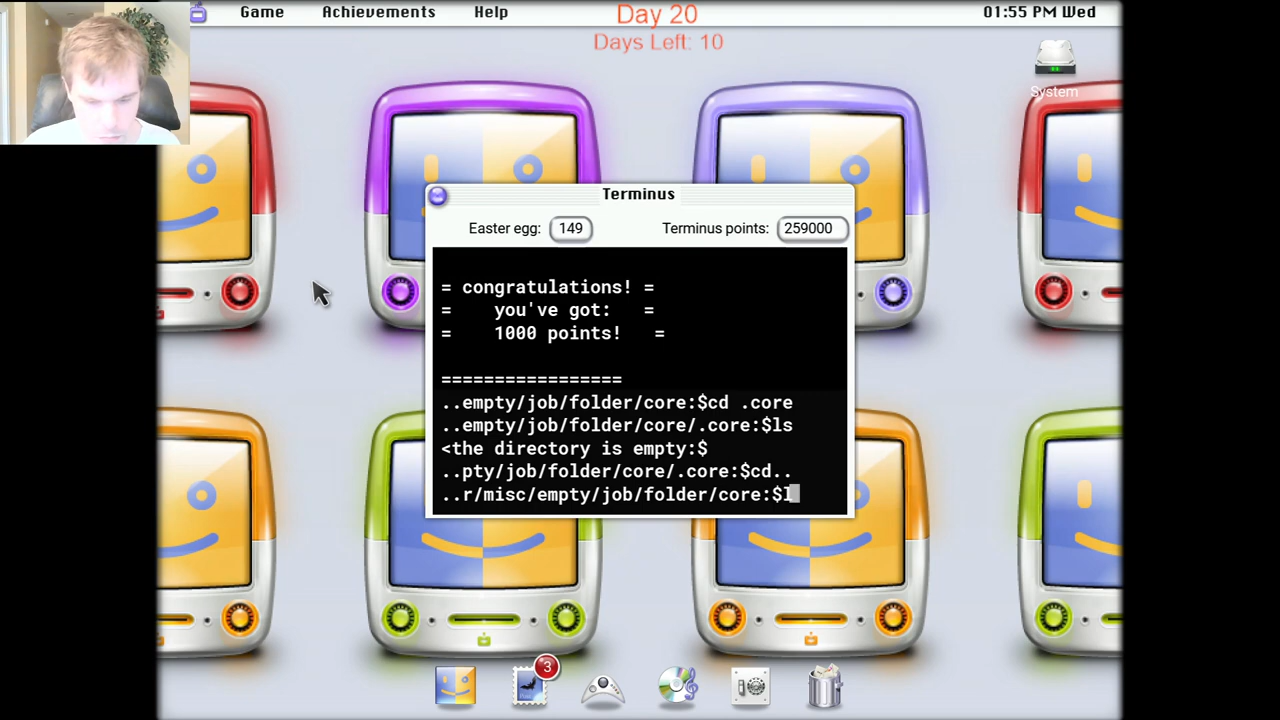 Game Achievements Help
Day 20
Days Left: 10
01:55 PM Wed
System
Terminus
Easter egg: 149 Terminus points: 259000
= congratulations! =
= you've got: =
= 1000 points! =
=================
..empty/job/folder/core:$cd .core
..empty/job/folder/core/.core:$ls
<the directory is empty:$
..pty/job/folder/core/.core:$cd..
..r/misc/empty/job/folder/core:$l
3